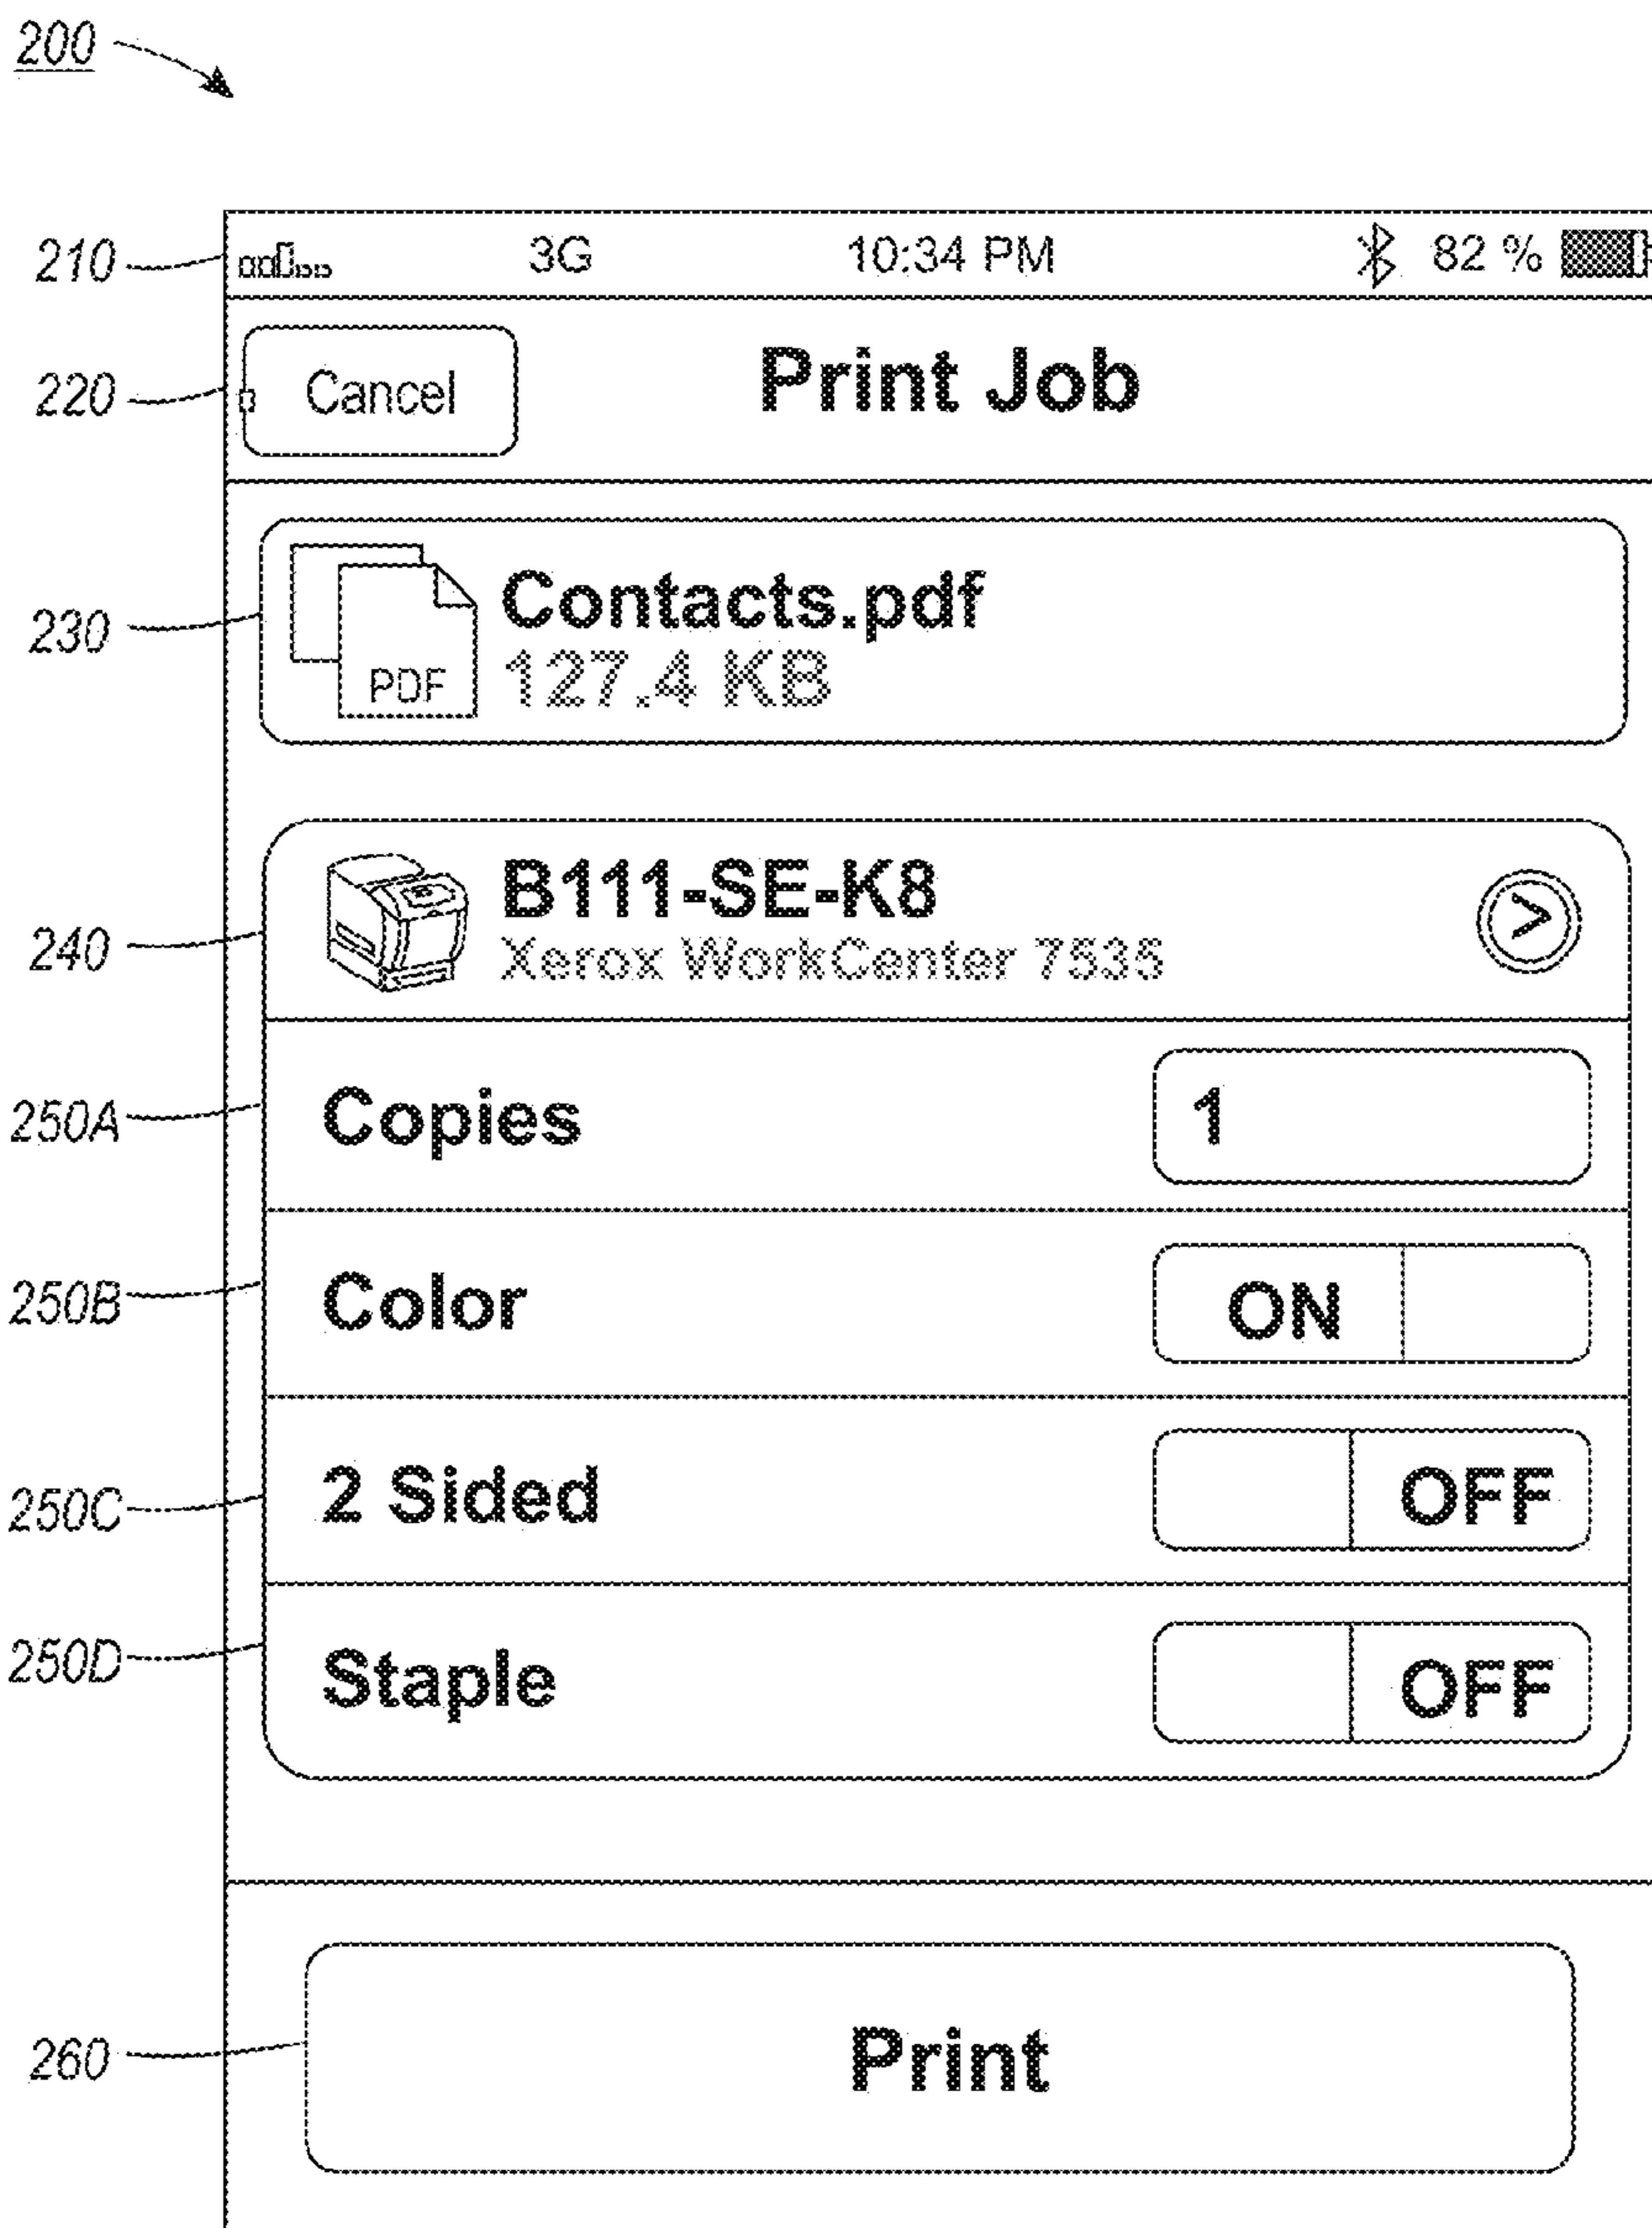 200
210 3G 10:34 PM 82 %
220 Cancel Print Job
230 PDF Contacts.pdf
127.4 KB
240 B111-SE-K8
Xerox WorkCenter 7535
>
250A Copies 1
250B Color ON
250C 2 Sided OFF
250D Staple OFF
260 Print